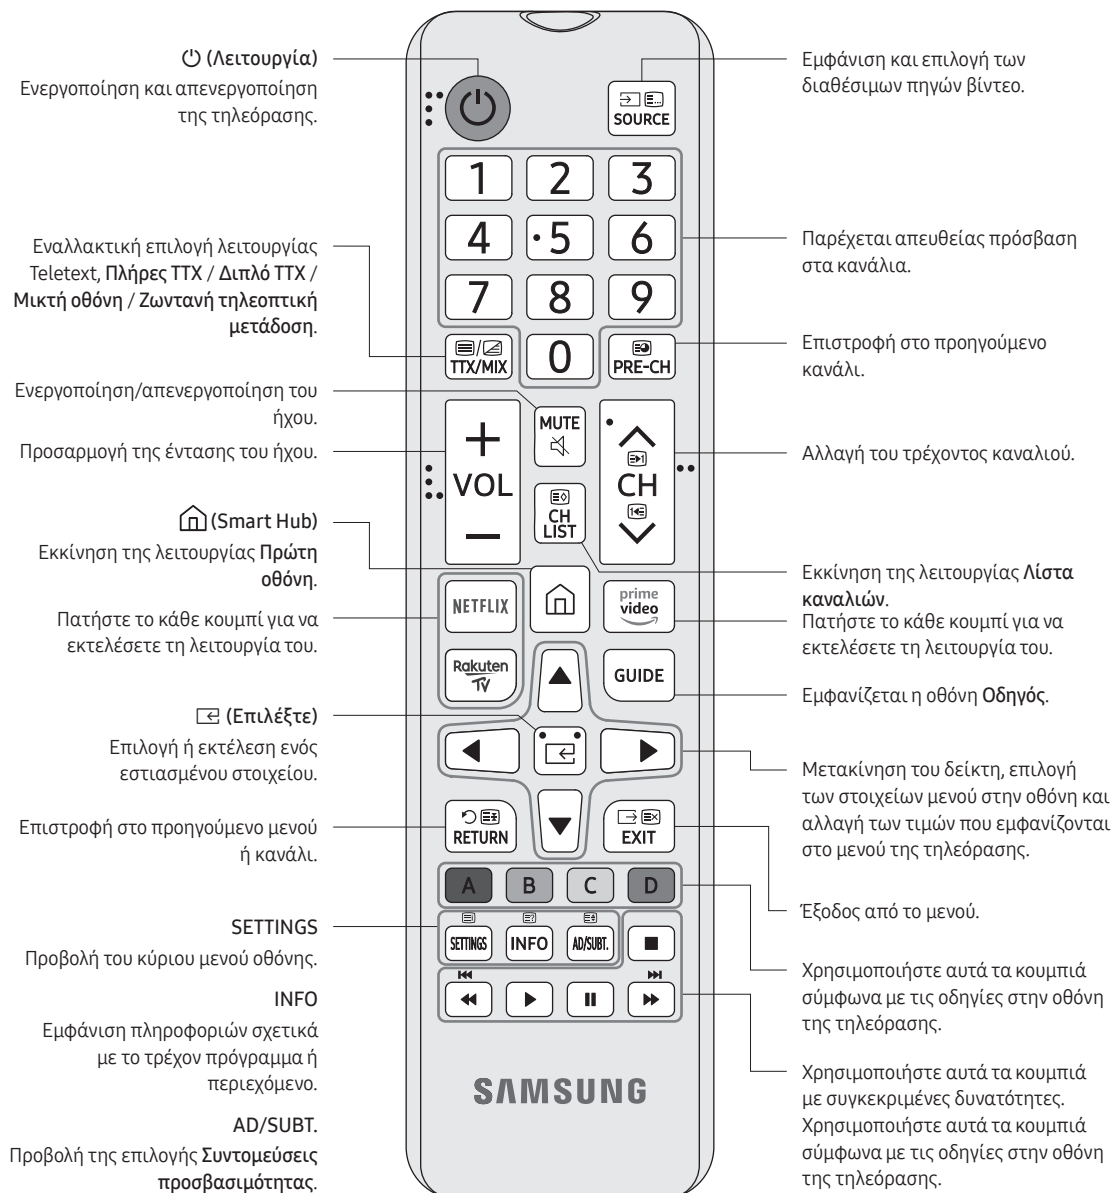 (Λειτουργία)
Ενεργοποίηση και απενεργοποίηση
της τηλεόρασης.
Εναλλακτική επιλογή λειτουργίας
Teletext, Πλήρες TTX / Διπλό TTX /
Μικτή οθόνη / Ζωντανή τηλεοπτική
μετάδοση.
Ενεργοποίηση/απενεργοποίηση του
ήχου.
Προσαρμογή της έντασης του ήχου.
(Smart Hub)
Εκκίνηση της λειτουργίας Πρώτη
οθόνη.
Πατήστε το κάθε κουμπί για να
εκτελέσετε τη λειτουργία του.
(Επιλέξτε)
Επιλογή ή εκτέλεση ενός
εστιασμένου στοιχείου.
Επιστροφή στο προηγούμενο μενού
ή κανάλι.
SETTINGS
Προβολή του κύριου μενού οθόνης.
INFO
Εμφάνιση πληροφοριών σχετικά
με το τρέχον πρόγραμμα ή
περιεχόμενο.
AD/SUBT.
Προβολή της επιλογής Συντομεύσεις
προσβασιμότητας.
SOURCE
1 2 3
4 5 6
7 8 9
TTX/MIX 0 PRE-CH
MUTE
VOL
CH
CH
LIST
NETFLIX
prime
video
Rakuten
TV
GUIDE
RETURN
EXIT
A B C D
SETTINGS INFO AD/SUBT.
SAMSUNG
Εμφάνιση και επιλογή των
διαθέσιμων πηγών βίντεο.
Παρέχεται απευθείας πρόσβαση
στα κανάλια.
Επιστροφή στο προηγούμενο
κανάλι.
Αλλαγή του τρέχοντος καναλιού.
Εκκίνηση της λειτουργίας Λίστα
καναλιών.
Πατήστε το κάθε κουμπί για να
εκτελέσετε τη λειτουργία του.
Εμφανίζεται η οθόνη Οδηγός.
Μετακίνηση του δείκτη, επιλογή
των στοιχείων μενού στην οθόνη και
αλλαγή των τιμών που εμφανίζονται
στο μενού της τηλεόρασης.
Έξοδος από το μενού.
Χρησιμοποιήστε αυτά τα κουμπιά
σύμφωνα με τις οδηγίες στην οθόνη
της τηλεόρασης.
Χρησιμοποιήστε αυτά τα κουμπιά
με συγκεκριμένες δυνατότητες.
Χρησιμοποιήστε αυτά τα κουμπιά
σύμφωνα με τις οδηγίες στην οθόνη
της τηλεόρασης.